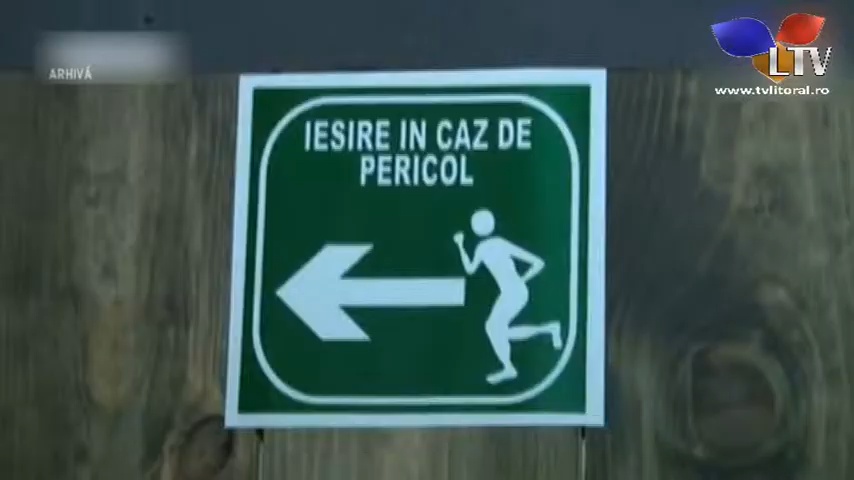 ARHIVĂ
LTV
www.tvlitoral.ro
IESIRE IN CAZ DE
PERICOL